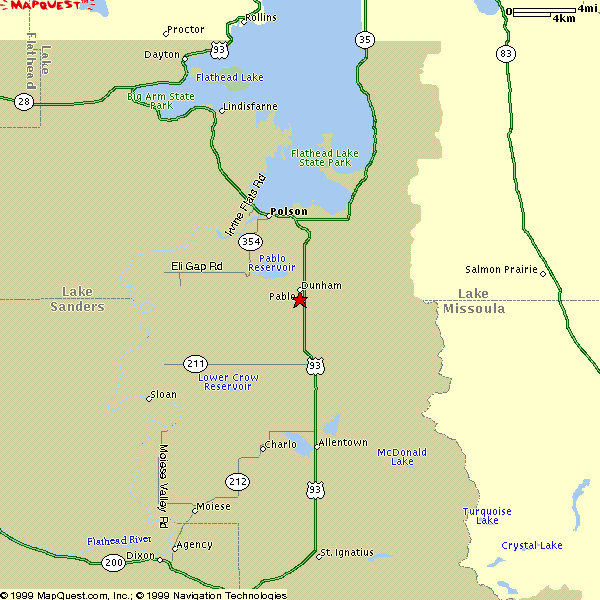 MAPQUEST
Rollins
0 4mi
4km
Proctor
35
83
Dayton
93
Lake
Flathead
Flathead Lake
28
Big Arm State
Park
Lindisfarne
Flathead Lake
State Park
Irvine Flats Rd
Polson
354
Pablo
Reservoir
Eli Gap Rd
Salmon Prairie
Dunham
Pablo
Lake
Sanders
Lake
Missoula
211
93
Lower Crow
Reservoir
Sloan
Charlo
Allentown
McDonald
Lake
Moiese Valley Rd
212
93
Moiese
Turquoise
Lake
Flathead River
Agency
Crystal Lake
Dixon
200
St. Ignatius
© 1999 MapQuest.com, Inc.; © 1999 Navigation Technologies